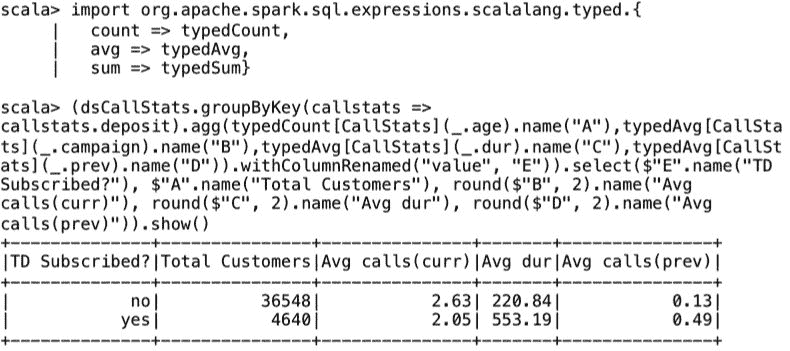 scala> import org.apache.spark.sql.expressions.scalalang.typed.{
     |   count => typedCount,
     |   avg => typedAvg,
     |   sum => typedSum}
scala> (dsCallStats.groupByKey(callstats =>
callstats.deposit).agg(typedCount[CallStats](_.age).name("A"),typedAvg[CallSta
ts](_.campaign).name("B"),typedAvg[CallStats](_.dur).name("C"),typedAvg[CallSt
ats](_.prev).name("D")).withColumnRenamed("value", "E")).select($"E".name("TD
Subscribed?"), $"A".name("Total Customers"), round($"B", 2).name("Avg
calls(curr)"), round($"C", 2).name("Avg dur"), round($"D", 2).name("Avg
calls(prev)")).show()
+--------------+---------------+---------------+-------+---------------+
|TD Subscribed?|Total Customers|Avg calls(curr)|Avg dur|Avg calls(prev)|
+--------------+---------------+---------------+-------+---------------+
|            no|          36548|           2.63| 220.84|           0.13|
|           yes|           4640|           2.05| 553.19|           0.49|
+--------------+---------------+---------------+-------+---------------+